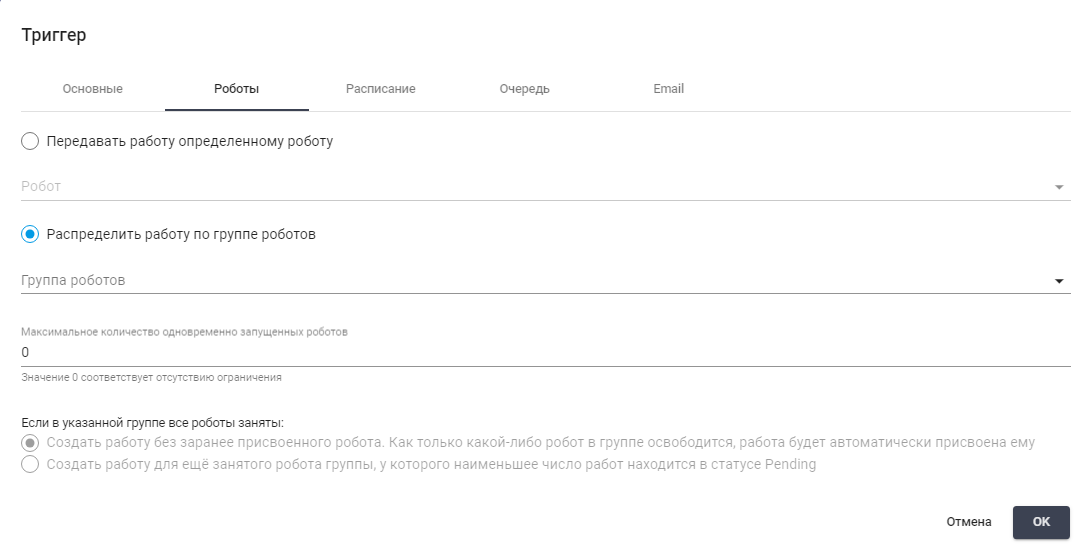 Триггер
Основные Роботы Расписание Очередь Email
Передавать работу определенному роботу
Робот
Распределить работу по группе роботов
Группа роботов
Максимальное количество одновременно запущенных роботов
0
Значение 0 соответствует отсутствию ограничения
Если в указанной группе все роботы заняты:
Создать работу без заранее присвоенного робота. Как только какой-либо робот в группе освободится, работа будет автоматически присвоена ему
Создать работу для ещё занятого робота группы, у которого наименьшее число работ находится в статусе Pending
Отмена OK